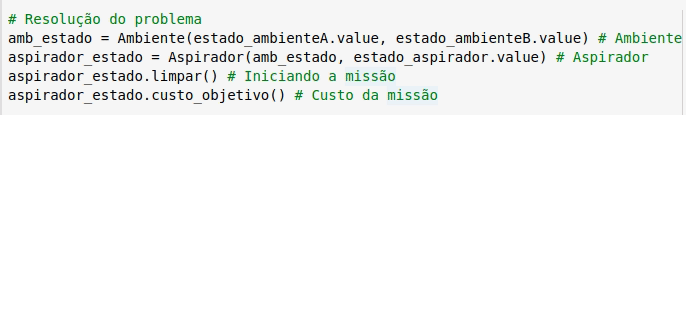 # Resolução do problema
amb_estado = Ambiente(estado_ambienteA.value, estado_ambienteB.value) # Ambiente
aspirador_estado = Aspirador(amb_estado, estado_aspirador.value) # Aspirador
aspirador_estado.limpar() # Iniciando a missão
aspirador_estado.custo_objetivo() # Custo da missão